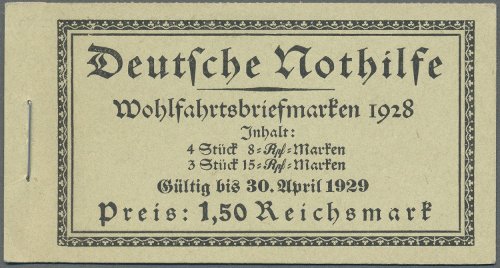 Deutsche Nothilfe
Wohlfahrtsbriefmarken 1928
Inhalt:
4 Stück 8=Rpf=Marken
3 Stück 15=Rpf=Marken
Gültig bis 30. April 1929
Preis: 1,50 Reichsmark